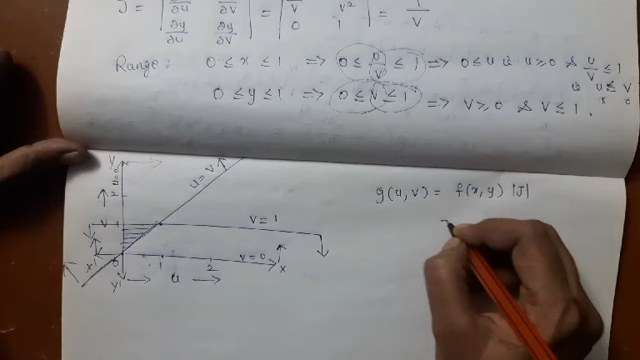 J = | ∂x/∂u ∂x/∂v ; ∂y/∂u ∂y/∂v | = | 1/v v² ; 0 1 | = 1/v
Range: 0 ≤ x ≤ 1 => 0 ≤ u/v ≤ 1 => 0 ≤ u & u ≥ 0 & u/v ≤ 1
u ≤ v
0 ≤ y ≤ 1 => 0 ≤ v ≤ 1 => v ≥ 0 & v ≤ 1.
g(u,v) = f(x,y) |J|
u = v
v = 1
v = 0
x
1
2
u